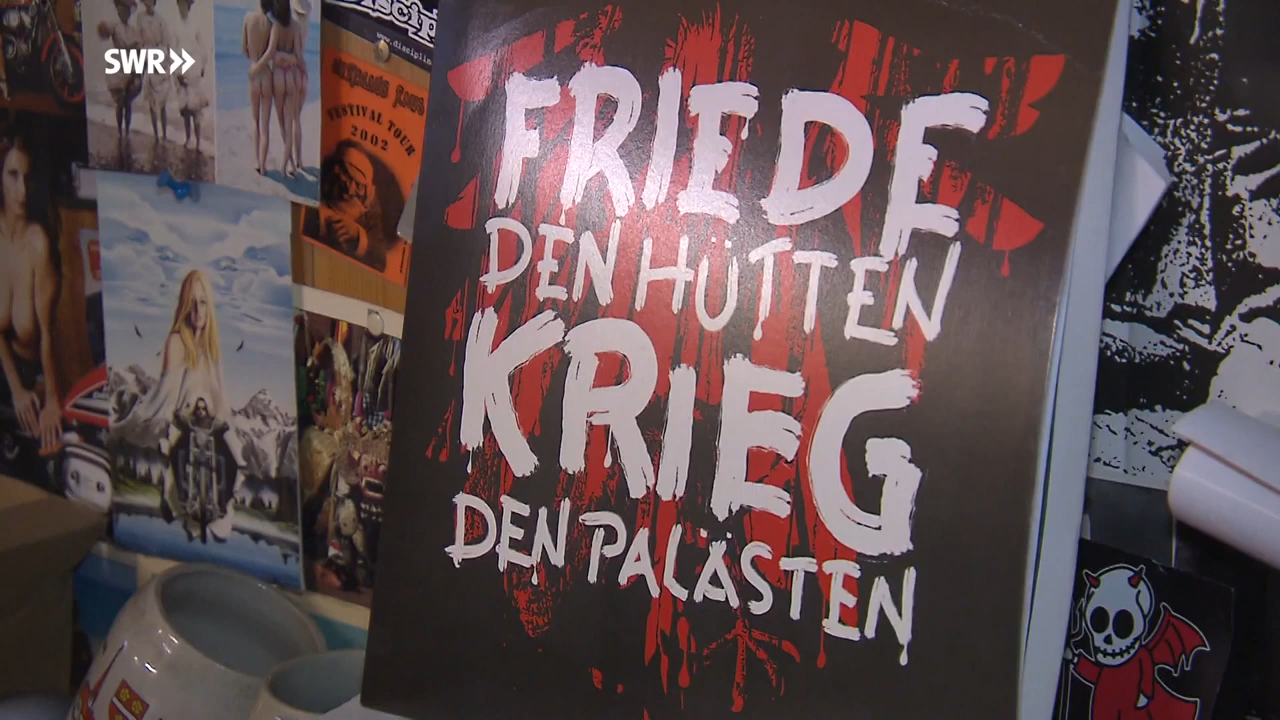 SWR
FESTIVAL TOUR
2002
FRIEDE
DEN HÜTTEN
KRIEG
DEN PALÄSTEN